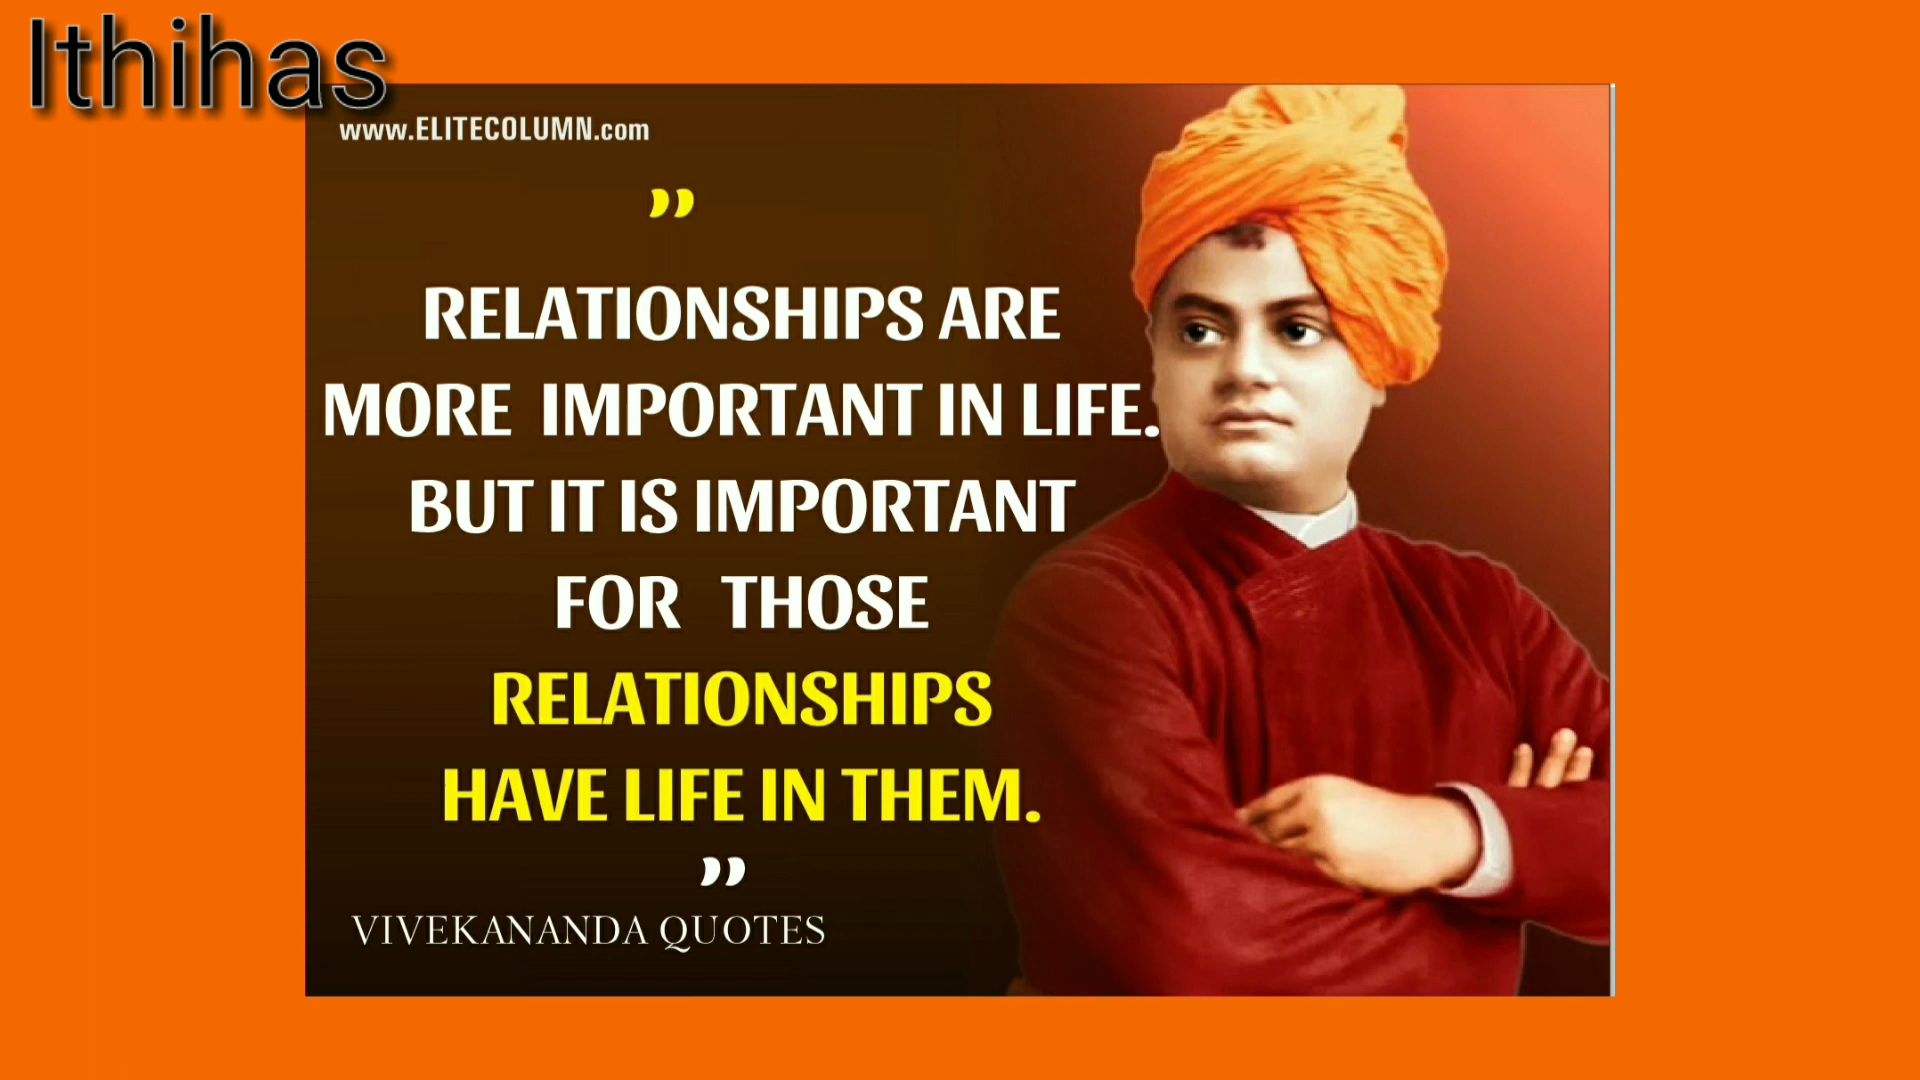 Ithihas
www.ELITECOLUMN.com
”
RELATIONSHIPS ARE
MORE IMPORTANT IN LIFE.
BUT IT IS IMPORTANT
FOR THOSE
RELATIONSHIPS
HAVE LIFE IN THEM.
”
VIVEKANANDA QUOTES